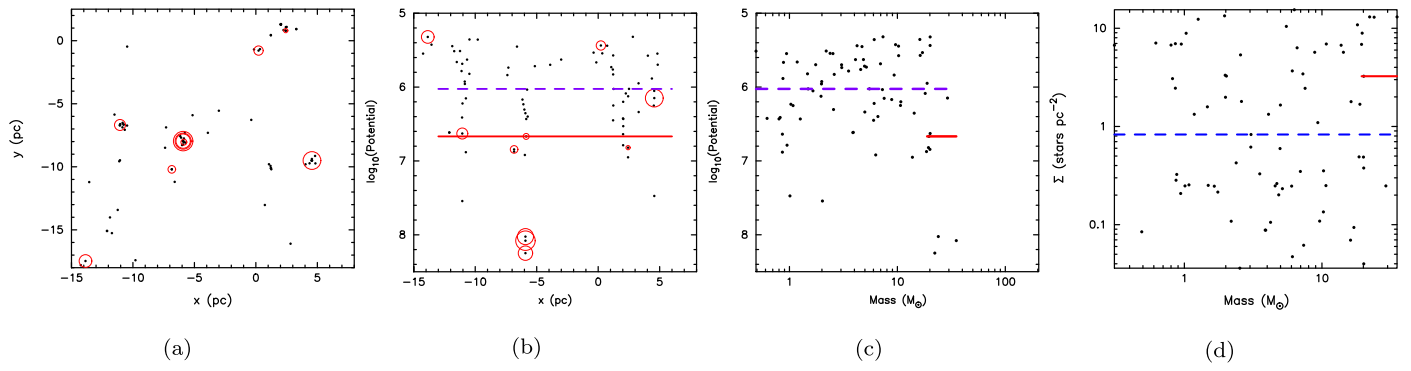 0
−5
−10
−15
y (pc)
−15
−10
−5
0
5
x (pc)
(a)
5
6
7
8
log₁₀(Potential)
−15
−10
−5
0
5
x (pc)
(b)
5
6
7
8
log₁₀(Potential)
1
10
100
Mass (M⊙)
(c)
10
1
0.1
Σ (stars pc⁻²)
1
10
Mass (M⊙)
(d)